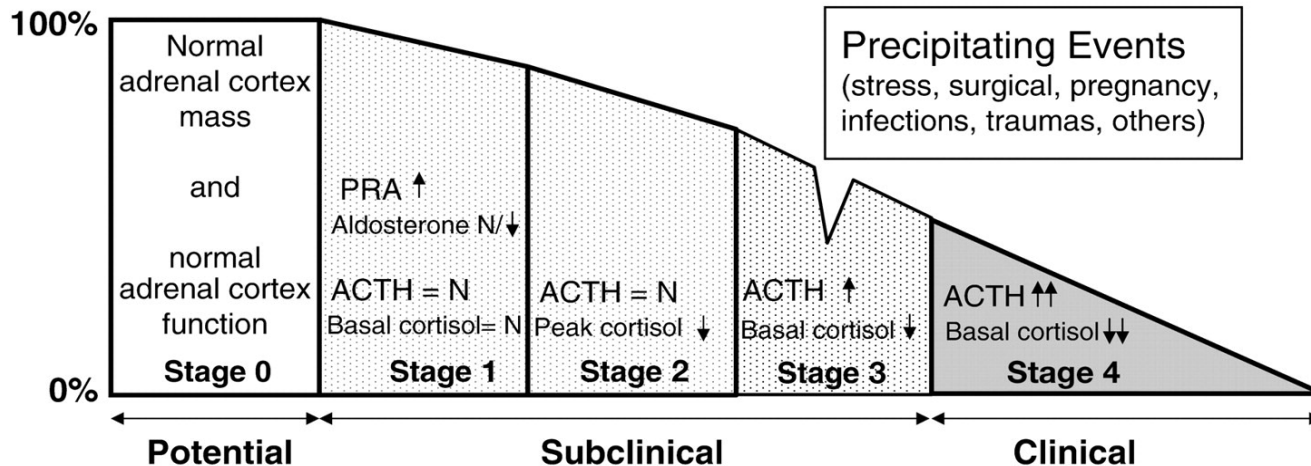 100%
Normal
adrenal cortex
mass
and
normal
adrenal cortex
function
Stage 0
0%
PRA ↑
Aldosterone N/↓
ACTH = N
Basal cortisol= N
Stage 1
ACTH = N
Peak cortisol ↓
Stage 2
ACTH ↑
Basal cortisol ↓
Stage 3
ACTH ↑↑
Basal cortisol ↓↓
Stage 4
Precipitating Events
(stress, surgical, pregnancy,
infections, traumas, others)
Potential
Subclinical
Clinical